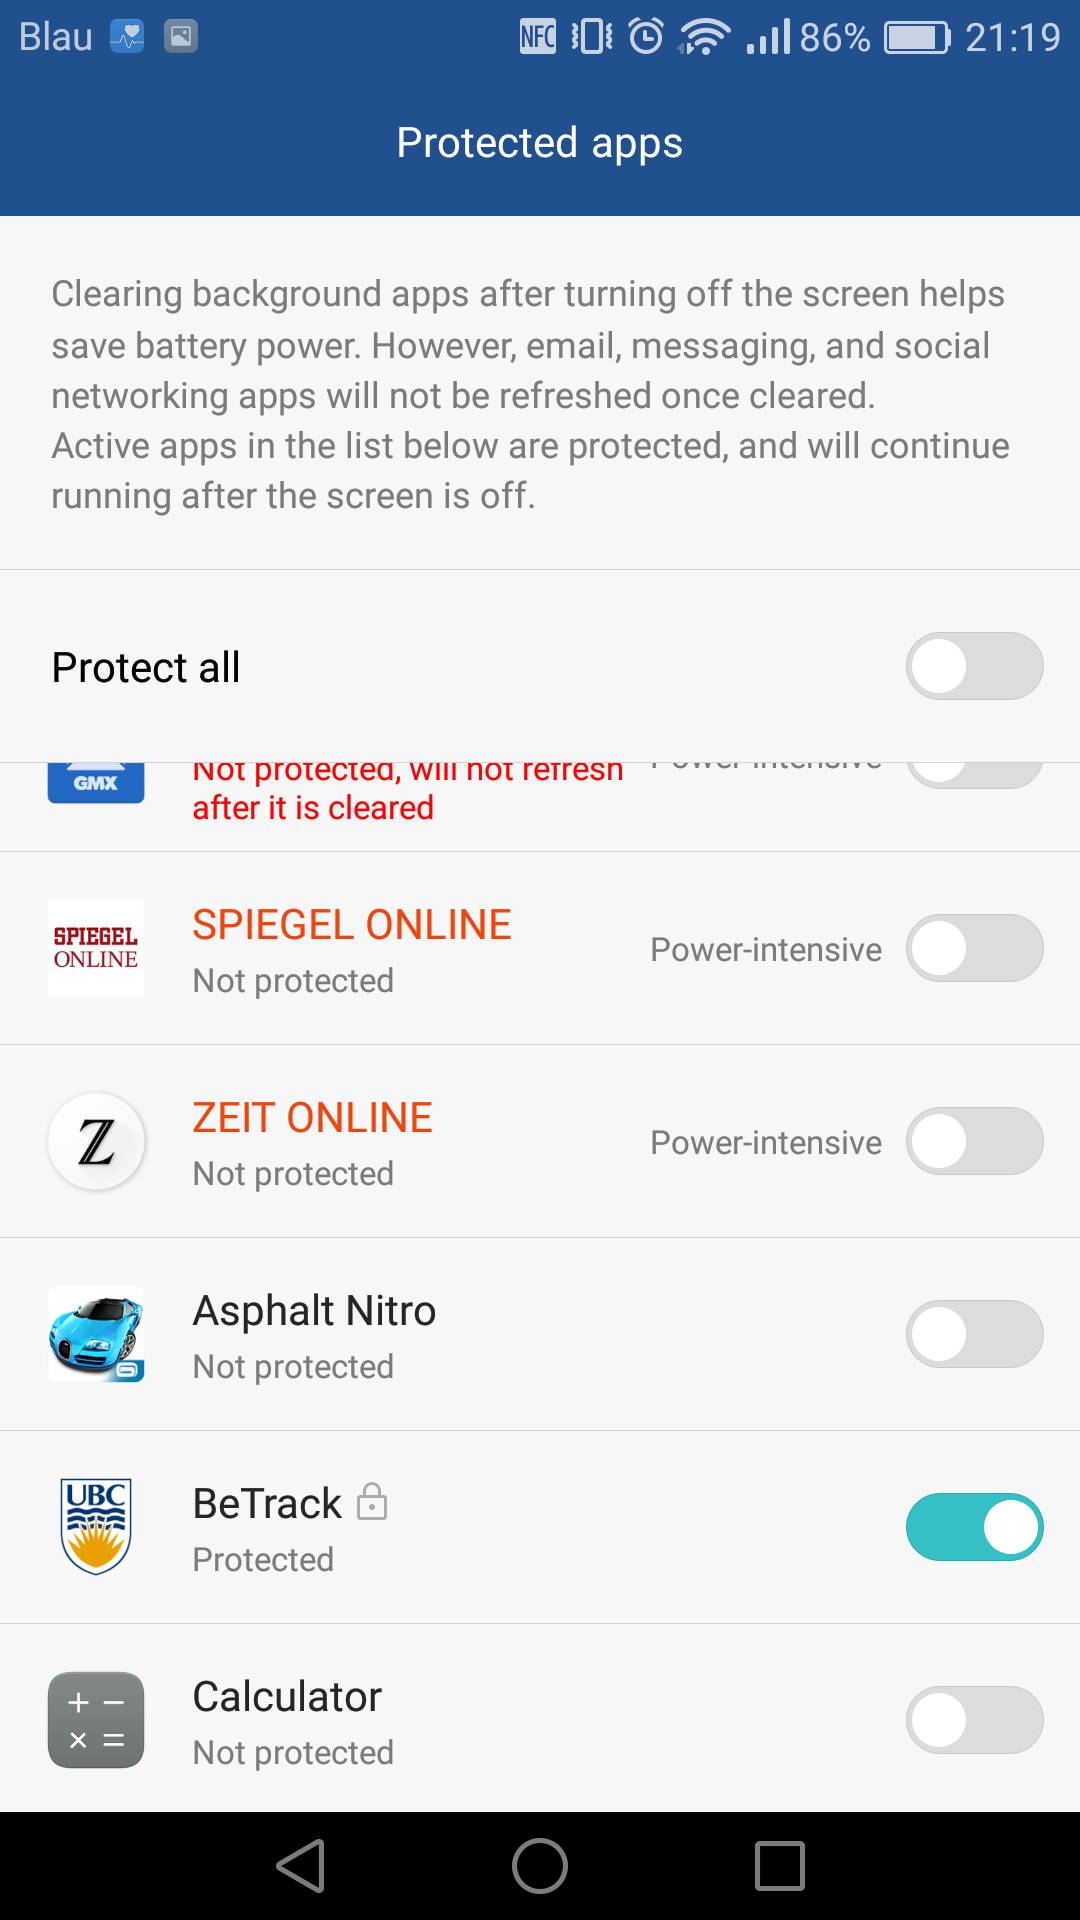 Blau NFC 86% 21:19
Protected apps
Clearing background apps after turning off the screen helps
save battery power. However, email, messaging, and social
networking apps will not be refreshed once cleared.
Active apps in the list below are protected, and will continue
running after the screen is off.
Protect all
GMX Not protected, will not refresh Power-intensive
after it is cleared
SPIEGEL ONLINE
SPIEGEL ONLINE
Not protected
Power-intensive
Z
ZEIT ONLINE
Not protected
Power-intensive
Asphalt Nitro
Not protected
UBC
BeTrack
Protected
+ −
× =
Calculator
Not protected